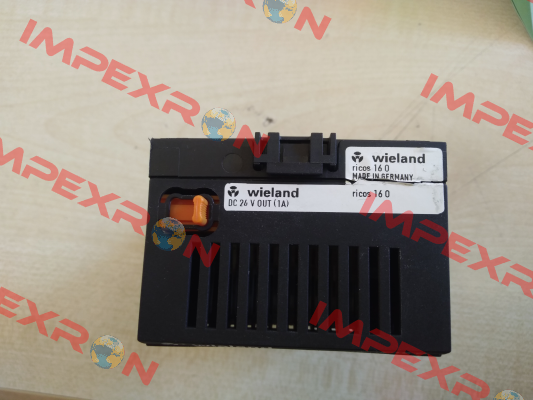 IMPEXRON
IMPEXRON
IMPEXRON
IMPEXRON
wieland
ricos 16 O
MADE IN GERMANY
wieland
ricos 16 O
DC 26 V OUT (1A)
IMPEXRON
IMPEXRON
IMPEXRON